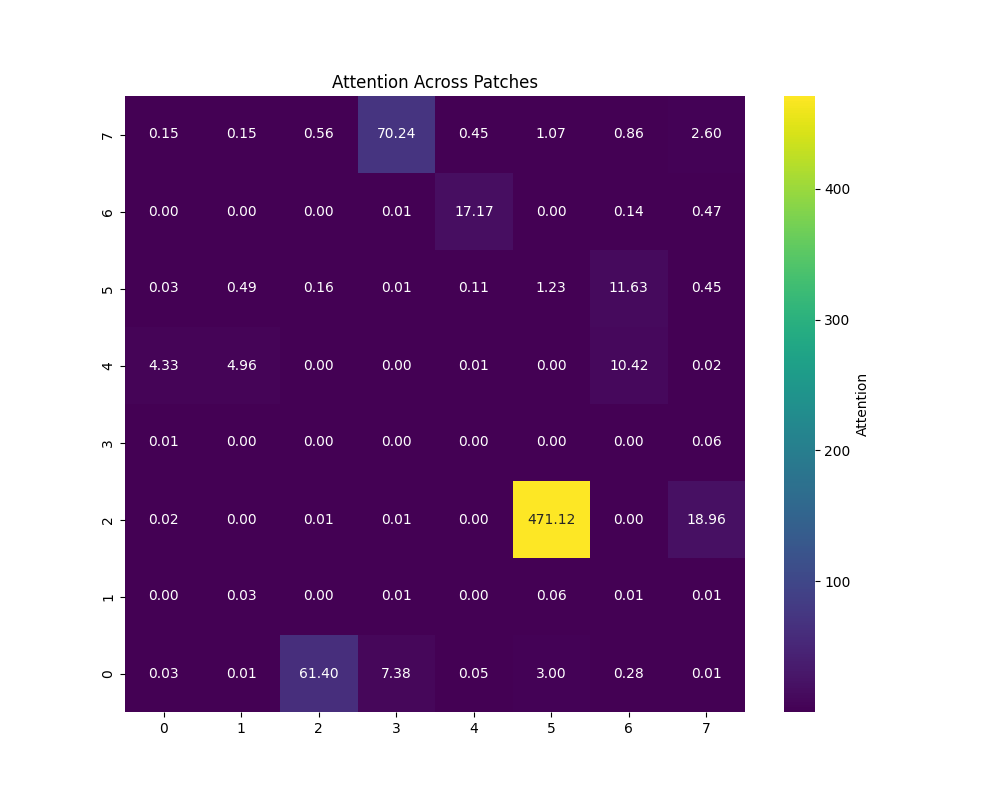 Attention Across Patches
7 0.15 0.15 0.56 70.24 0.45 1.07 0.86 2.60
6 0.00 0.00 0.00 0.01 17.17 0.00 0.14 0.47
5 0.03 0.49 0.16 0.01 0.11 1.23 11.63 0.45
4 4.33 4.96 0.00 0.00 0.01 0.00 10.42 0.02
3 0.01 0.00 0.00 0.00 0.00 0.00 0.00 0.06
2 0.02 0.00 0.01 0.01 0.00 471.12 0.00 18.96
1 0.00 0.03 0.00 0.01 0.00 0.06 0.01 0.01
0 0.03 0.01 61.40 7.38 0.05 3.00 0.28 0.01
0 1 2 3 4 5 6 7
400
300
200
100
Attention